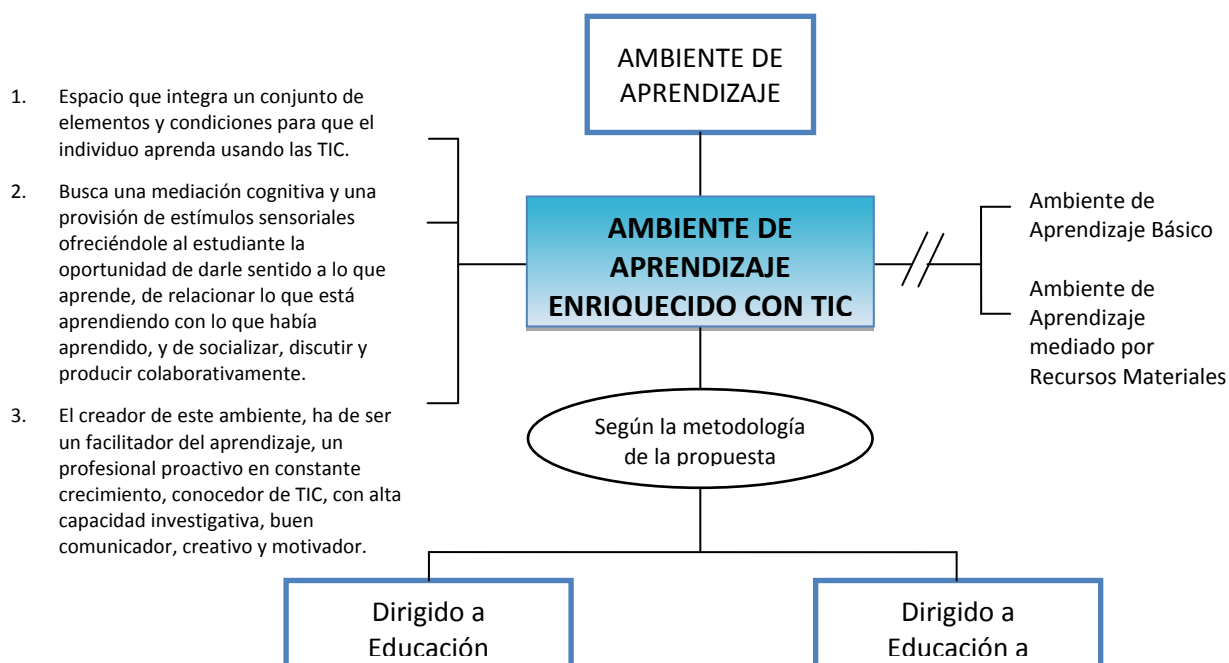 AMBIENTE DE
APRENDIZAJE
1. Espacio que integra un conjunto de
elementos y condiciones para que el
individuo aprenda usando las TIC.
2. Busca una mediación cognitiva y una
provisión de estímulos sensoriales
ofreciéndole al estudiante la
oportunidad de darle sentido a lo que
aprende, de relacionar lo que está
aprendiendo con lo que había
aprendido, y de socializar, discutir y
producir colaborativamente.
3. El creador de este ambiente, ha de ser
un facilitador del aprendizaje, un
profesional proactivo en constante
crecimiento, conocedor de TIC, con alta
capacidad investigativa, buen
comunicador, creativo y motivador.
AMBIENTE DE
APRENDIZAJE
ENRIQUECIDO CON TIC
Ambiente de
Aprendizaje Básico
Ambiente de
Aprendizaje
mediado por
Recursos Materiales
Según la metodología
de la propuesta
Dirigido a
Educación
Dirigido a
Educación a